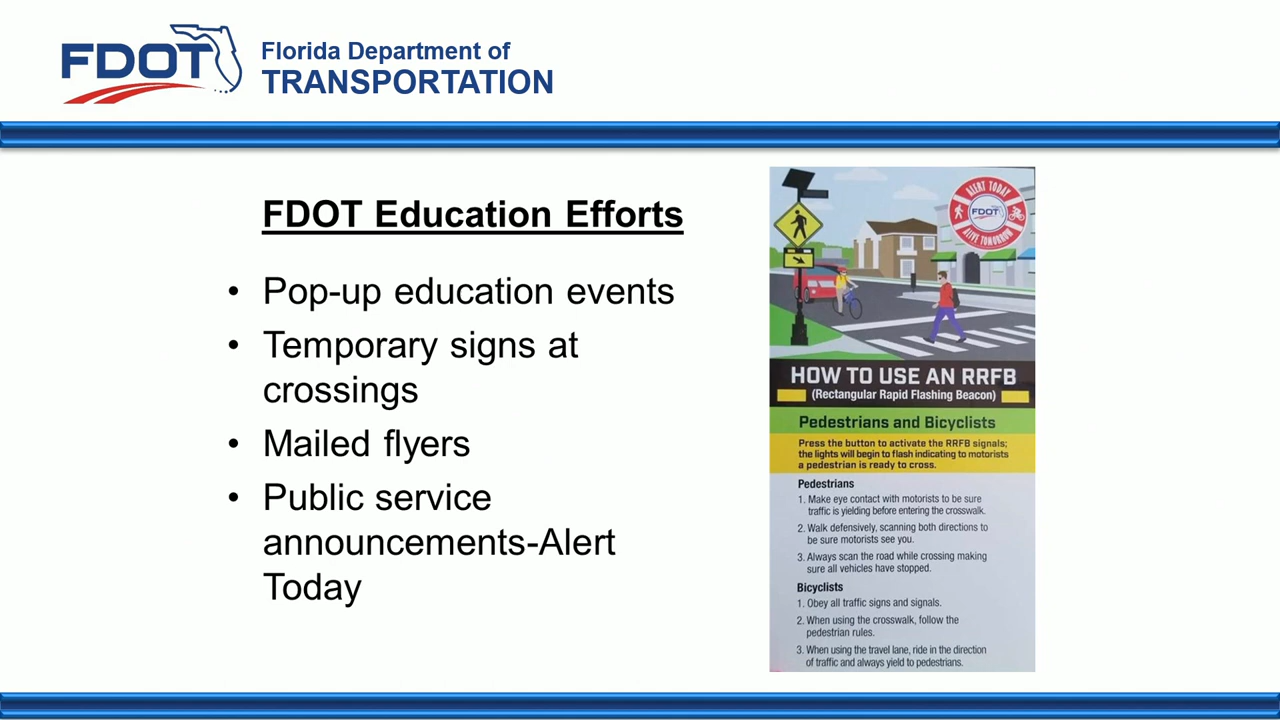 FDOT
Florida Department of
TRANSPORTATION
FDOT Education Efforts
• Pop-up education events
• Temporary signs at
crossings
• Mailed flyers
• Public service
announcements-Alert
Today
ALERT TODAY
FDOT
ALIVE TOMORROW
HOW TO USE AN RRFB
(Rectangular Rapid Flashing Beacon)
Pedestrians and Bicyclists
Press the button to activate the RRFB signals;
the lights will begin to flash indicating to motorists
a pedestrian is ready to cross.
Pedestrians
1. Make eye contact with motorists to be sure
traffic is yielding before entering the crosswalk.
2. Walk defensively, scanning both directions to
be sure motorists see you.
3. Always scan the road while crossing making
sure all vehicles have stopped.
Bicyclists
1. Obey all traffic signs and signals.
2. When using the crosswalk, follow the
pedestrian rules.
3. When using the travel lane, ride in the direction
of traffic and always yield to pedestrians.